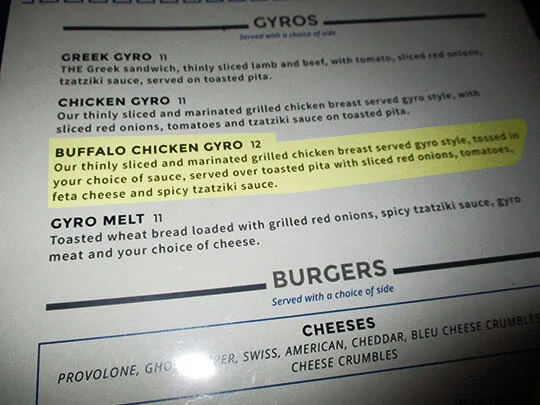 GYROS
Served with a choice of side
GREEK GYRO 11
THE Greek sandwich, thinly sliced lamb and beef, with tomato, sliced red onions,
tzatziki sauce, served on toasted pita.
CHICKEN GYRO 11
Our thinly sliced and marinated grilled chicken breast served gyro style, with
sliced red onions, tomatoes and tzatziki sauce on toasted pita.
BUFFALO CHICKEN GYRO 12
Our thinly sliced and marinated grilled chicken breast served gyro style, tossed in
your choice of sauce, served over toasted pita with sliced red onions, tomatoes,
feta cheese and spicy tzatziki sauce.
GYRO MELT 11
Toasted wheat bread loaded with grilled red onions, spicy tzatziki sauce, gyro
meat and your choice of cheese.
BURGERS
Served with a choice of side
CHEESES
PROVOLONE, SWISS, AMERICAN, CHEDDAR, BLEU CHEESE CRUMBLES
CHEESE CRUMBLES